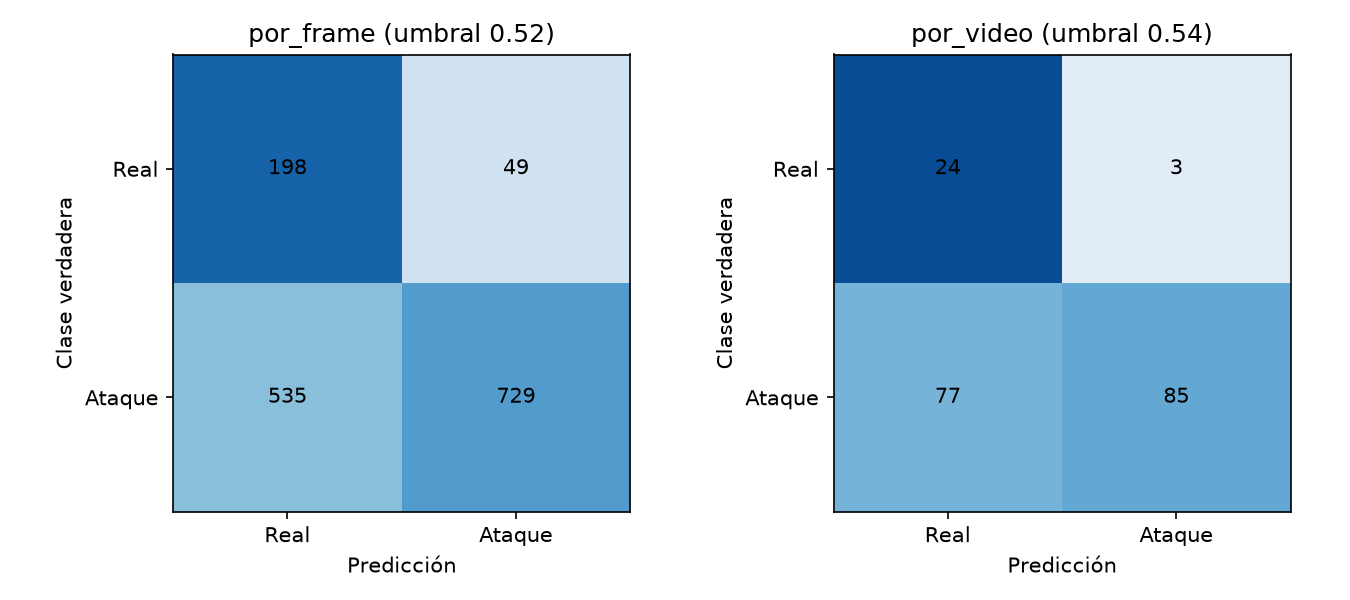 por_frame (umbral 0.52)
Clase verdadera
Real
198
49
Ataque
535
729
Real
Ataque
Predicción
por_video (umbral 0.54)
Clase verdadera
Real
24
3
Ataque
77
85
Real
Ataque
Predicción